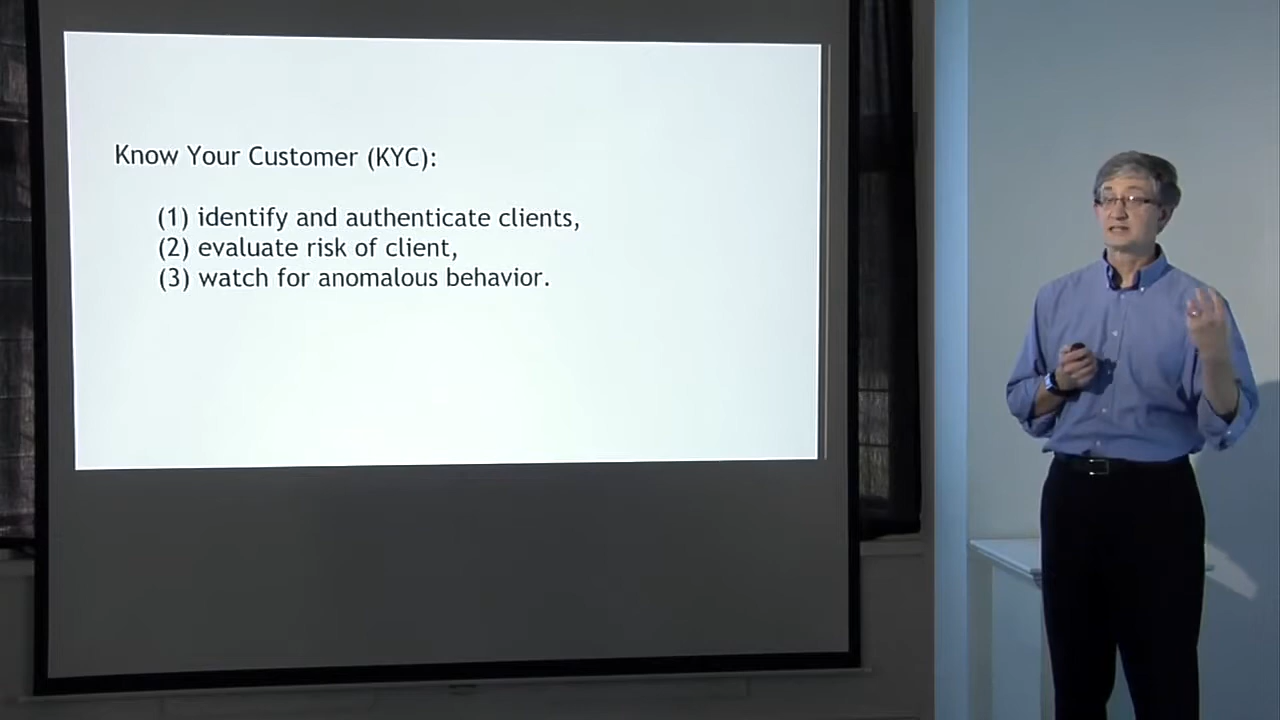 Know Your Customer (KYC):
(1) identify and authenticate clients,
(2) evaluate risk of client,
(3) watch for anomalous behavior.